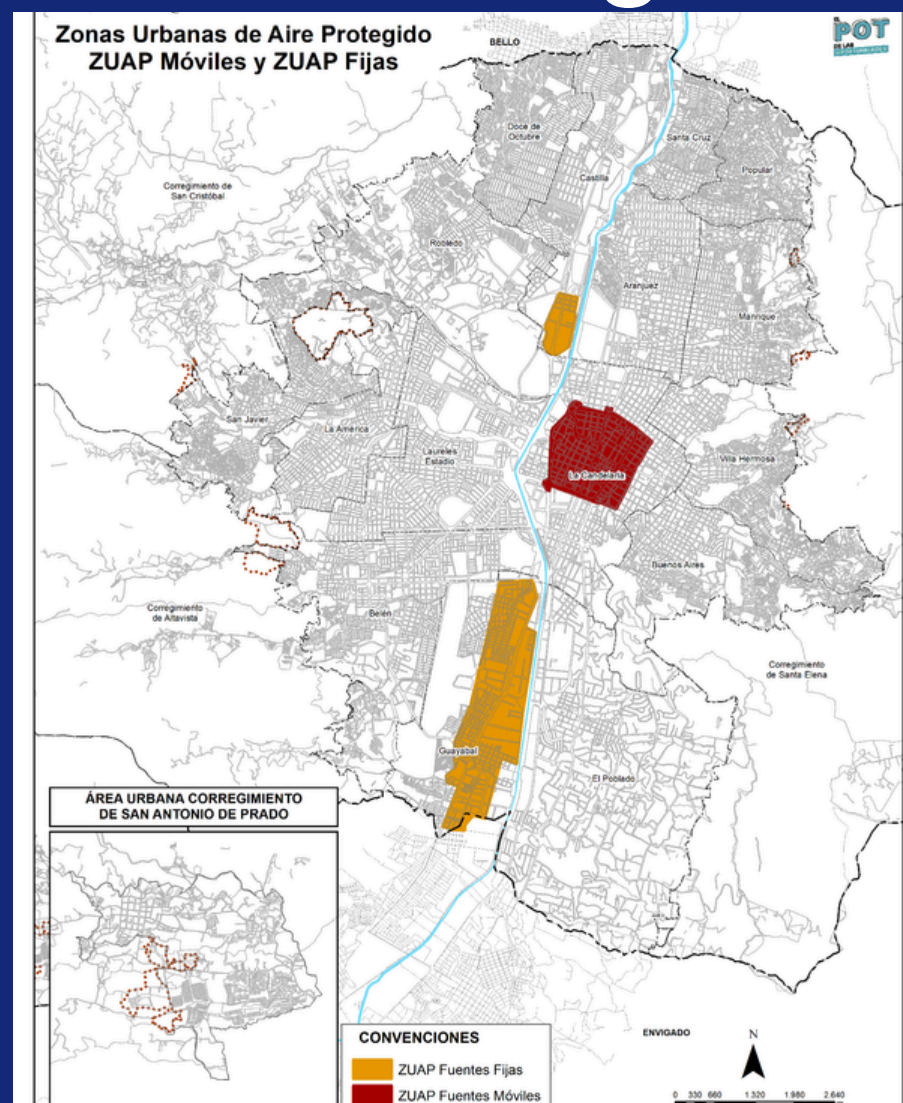 Zonas Urbanas de Aire Protegido
ZUAP Móviles y ZUAP Fijas
EL
POT
DE LAS
BELLO
Doce de
Octubre
Santa Cruz
Castilla
Popular
Corregimiento de
San Cristóbal
Robledo
Aranjuez
Manrique
San Javier
La América
Laureles
Estadio
La Candelaria
Villa Hermosa
Buenos Aires
Belén
Corregimiento
de Altavista
Corregimiento
de Santa Elena
Guayabal
El Poblado
ÁREA URBANA CORREGIMIENTO
DE SAN ANTONIO DE PRADO
ENVIGADO
N
CONVENCIONES
ZUAP Fuentes Fijas
ZUAP Fuentes Móviles
0 330 660 1.320 1.980 2.640